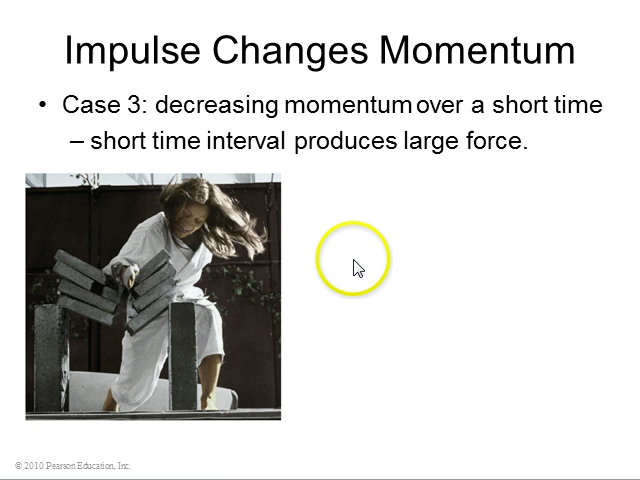 Impulse Changes Momentum
• Case 3: decreasing momentum over a short time
– short time interval produces large force.
© 2010 Pearson Education, Inc.